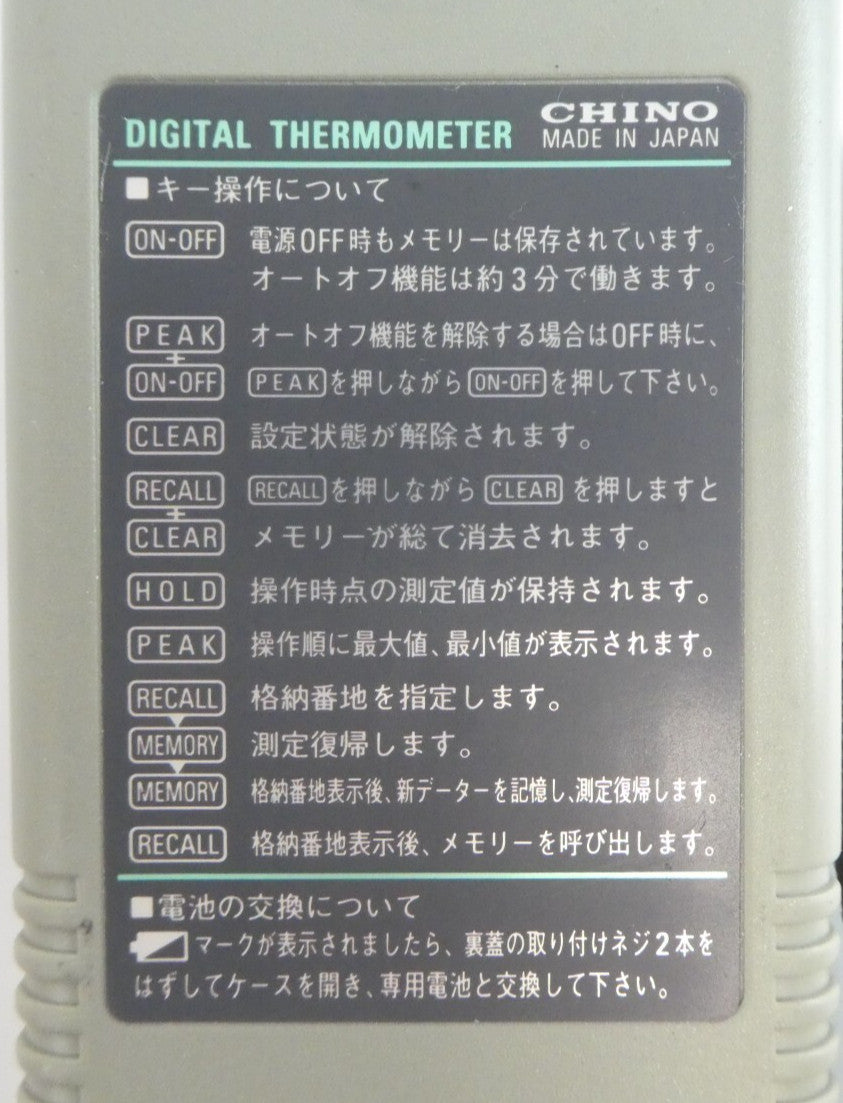 DIGITAL THERMOMETER
CHINO
MADE IN JAPAN
■キー操作について
ON-OFF 電源OFF時もメモリーは保存されています。
オートオフ機能は約3分で働きます。
PEAK オートオフ機能を解除する場合はOFF時に、
+
ON-OFF PEAKを押しながらON-OFFを押して下さい。
CLEAR 設定状態が解除されます。
RECALL RECALLを押しながらCLEARを押しますと
+
CLEAR メモリーが総て消去されます。
HOLD 操作時点の測定値が保持されます。
PEAK 操作順に最大値、最小値が表示されます。
RECALL 格納番地を指定します。
MEMORY 測定復帰します。
MEMORY 格納番地表示後、新データーを記憶し、測定復帰します。
RECALL 格納番地表示後、メモリーを呼び出します。
■電池の交換について
マークが表示されましたら、裏蓋の取り付けネジ2本を
はずしてケースを開き、専用電池と交換して下さい。